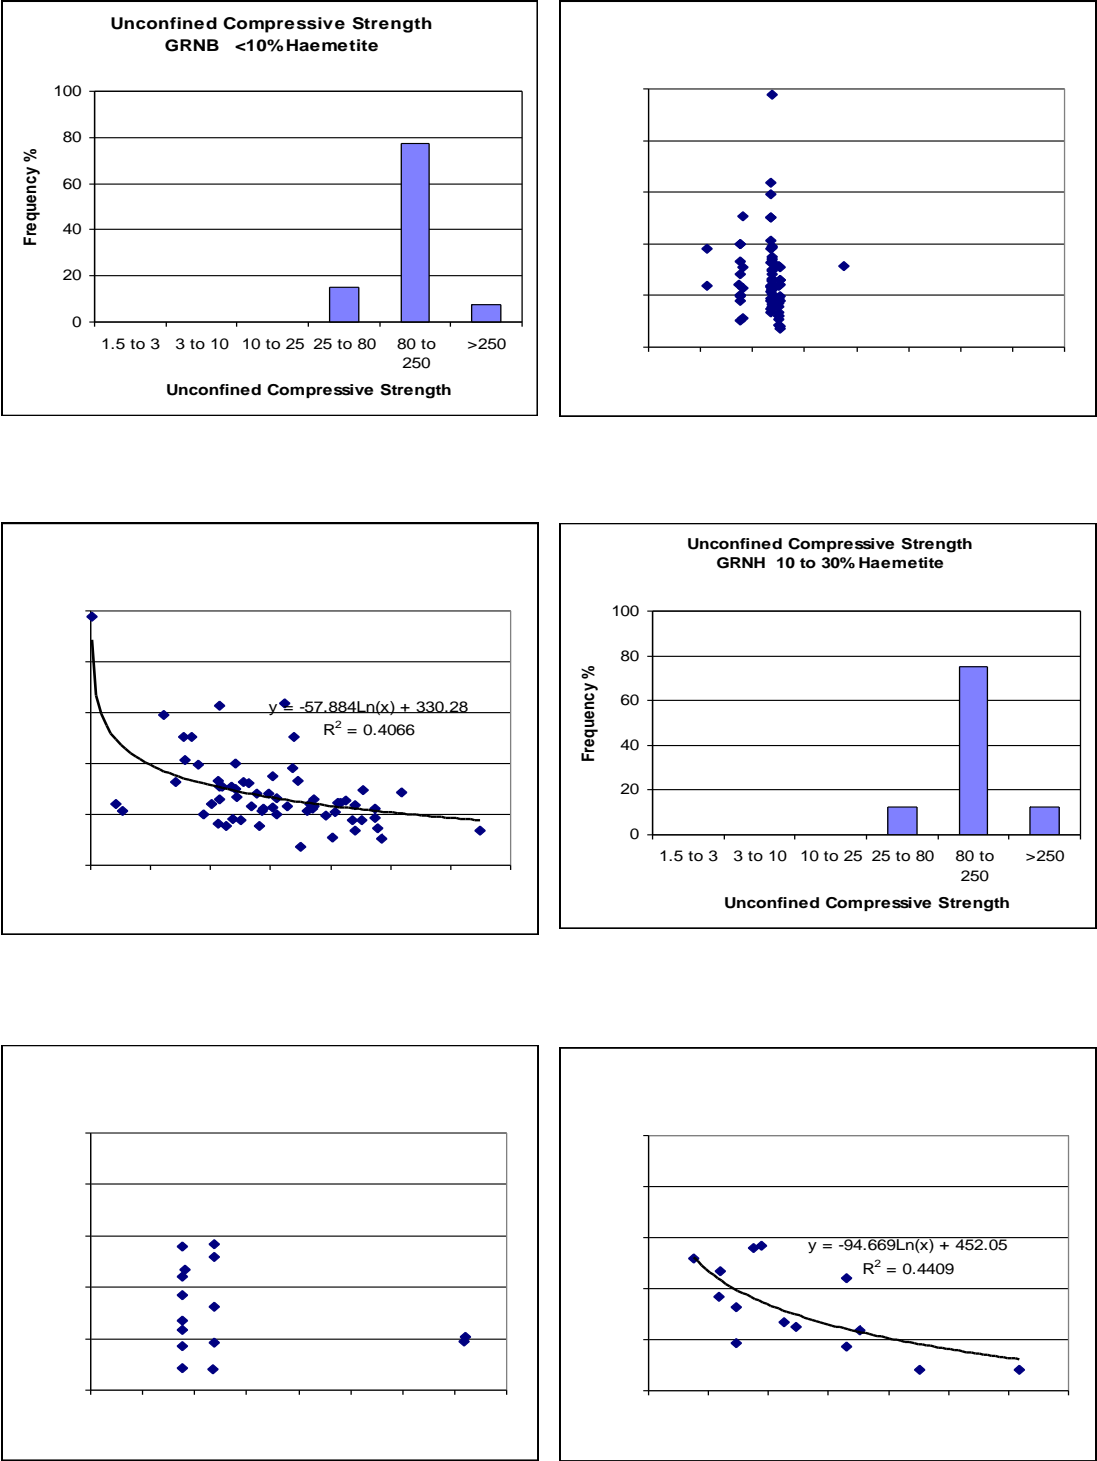 Unconfined Compressive Strength
GRNB <10% Haemetite
100
80
60
40
20
0
Frequency %
1.5 to 3 3 to 10 10 to 25 25 to 80 80 to 250 >250
Unconfined Compressive Strength
y = -57.884Ln(x) + 330.28
R² = 0.4066
Unconfined Compressive Strength
GRNH 10 to 30% Haemetite
100
80
60
40
20
0
Frequency %
1.5 to 3 3 to 10 10 to 25 25 to 80 80 to 250 >250
Unconfined Compressive Strength
y = -94.669Ln(x) + 452.05
R² = 0.4409